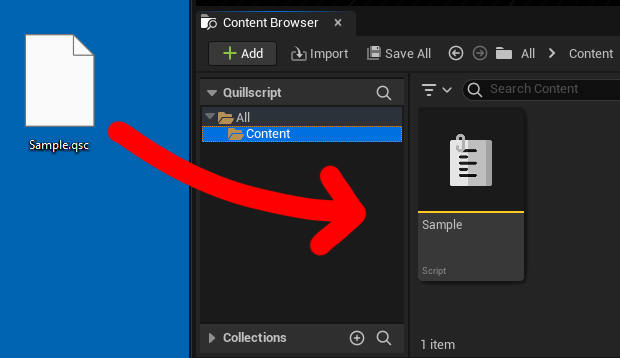 Sample.qsc
Content Browser
Add
Import
Save All
All
Content
Quillscript
Search Content
All
Content
Sample
Script
Collections
1 item